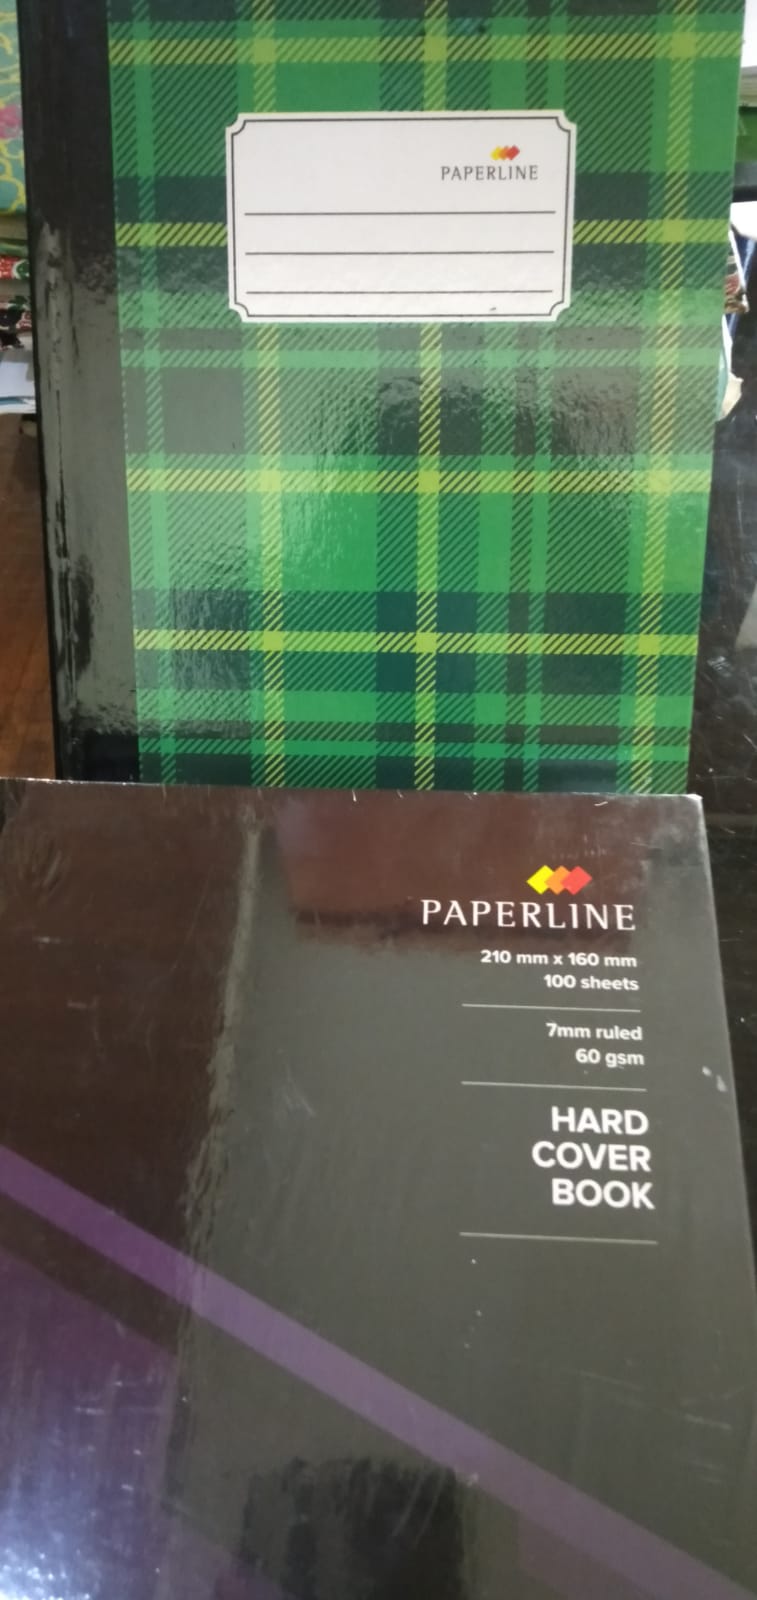 PAPERLINE
PAPERLINE
210 mm x 160 mm
100 sheets
7mm ruled
60 gsm
HARD
COVER
BOOK